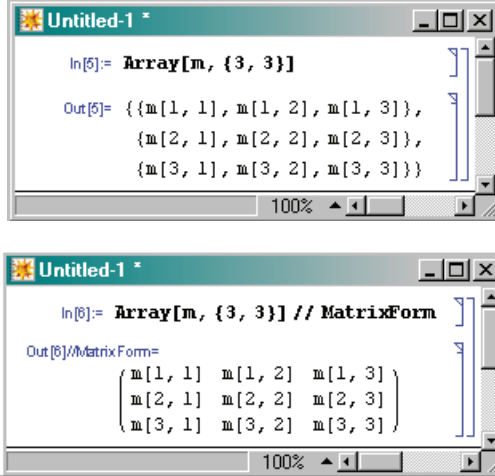 Untitled-1 *
In[5]:= Array[m, {3, 3}]
Out[5]= {{m[1, 1], m[1, 2], m[1, 3]},
{m[2, 1], m[2, 2], m[2, 3]},
{m[3, 1], m[3, 2], m[3, 3]}}
100%
Untitled-1 *
In[6]:= Array[m, {3, 3}] // MatrixForm
Out[6]//MatrixForm=
m[1, 1] m[1, 2] m[1, 3]
m[2, 1] m[2, 2] m[2, 3]
m[3, 1] m[3, 2] m[3, 3]
100%